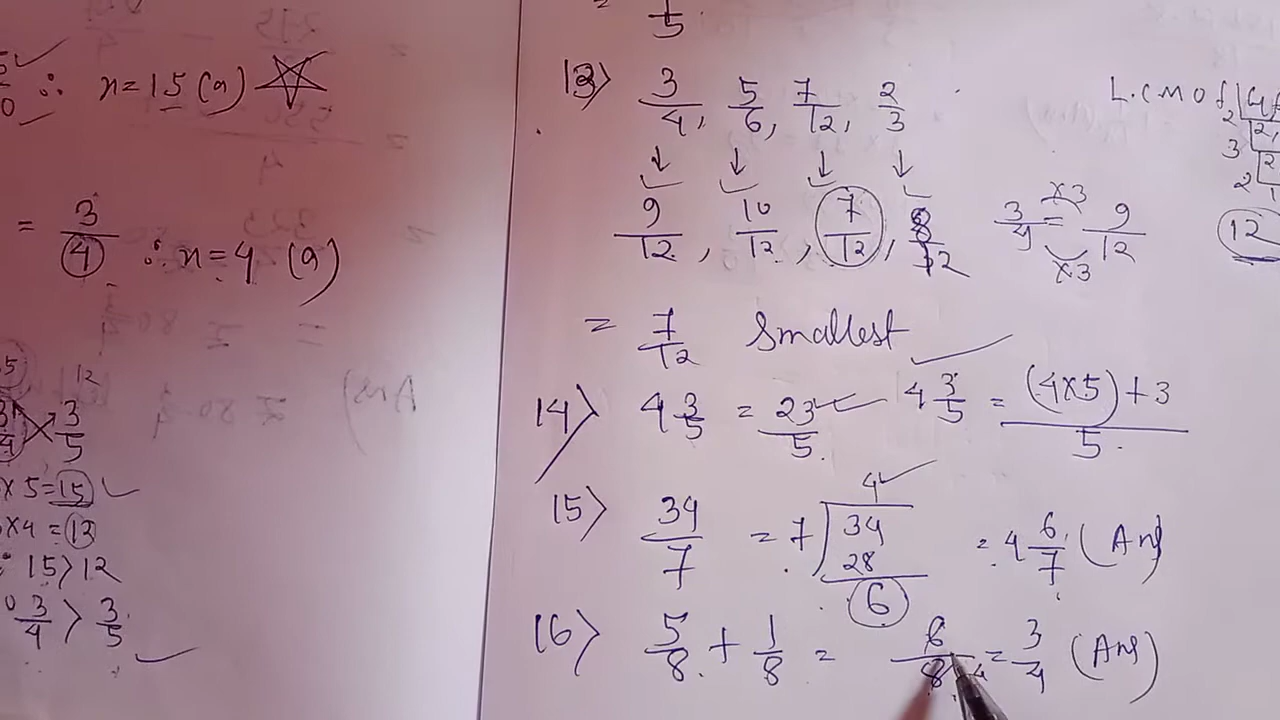 ∴ n=15 (a)
= 3/4 ∴ n=4 (a)
12
3/4 × 3/5
× 5=15
×4 = 12
15>12
3/4 > 3/5
1/5
13> 3/4, 5/6, 7/12, 2/3
L.C.M of
9/12, 10/12, 7/12, 8/12
3/4 = 9/12
×3
×3
12
= 7/12 Smallest
14> 4 3/5 = 23/5
4 3/5 = (4×5)+3/5
15> 34/7 = 7)34
4
28
6
= 4 6/7 (Ans)
16> 5/8 + 1/8 = 6/8 = 3/4 (Ans)
4